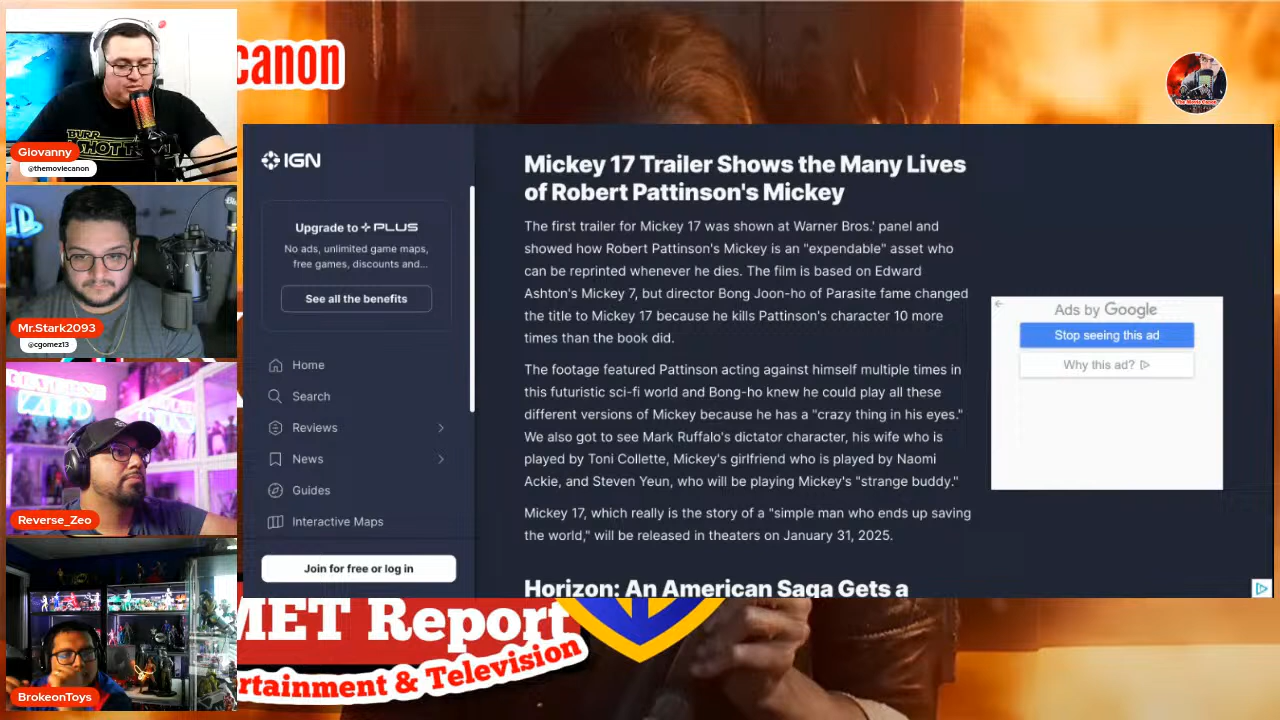 canon
The Movie Canon
Giovanny
@themoviecanon
Mr.Stark2093
@cgomez13
Reverse_Zeo
BrokeonToys
IGN
Upgrade to PLUS
No ads, unlimited game maps,
free games, discounts and...
See all the benefits
Home
Search
Reviews
News
Guides
Interactive Maps
Join for free or log in
Mickey 17 Trailer Shows the Many Lives
of Robert Pattinson's Mickey
The first trailer for Mickey 17 was shown at Warner Bros.' panel and
showed how Robert Pattinson's Mickey is an "expendable" asset who
can be reprinted whenever he dies. The film is based on Edward
Ashton's Mickey 7, but director Bong Joon-ho of Parasite fame changed
the title to Mickey 17 because he kills Pattinson's character 10 more
times than the book did.
The footage featured Pattinson acting against himself multiple times in
this futuristic sci-fi world and Bong-ho knew he could play all these
different versions of Mickey because he has a "crazy thing in his eyes."
We also got to see Mark Ruffalo's dictator character, his wife who is
played by Toni Collette, Mickey's girlfriend who is played by Naomi
Ackie, and Steven Yeun, who will be playing Mickey's "strange buddy."
Mickey 17, which really is the story of a "simple man who ends up saving
the world," will be released in theaters on January 31, 2025.
Horizon: An American Saga Gets a
Ads by Google
Stop seeing this ad
Why this ad?
MET Report
rtainment & Television